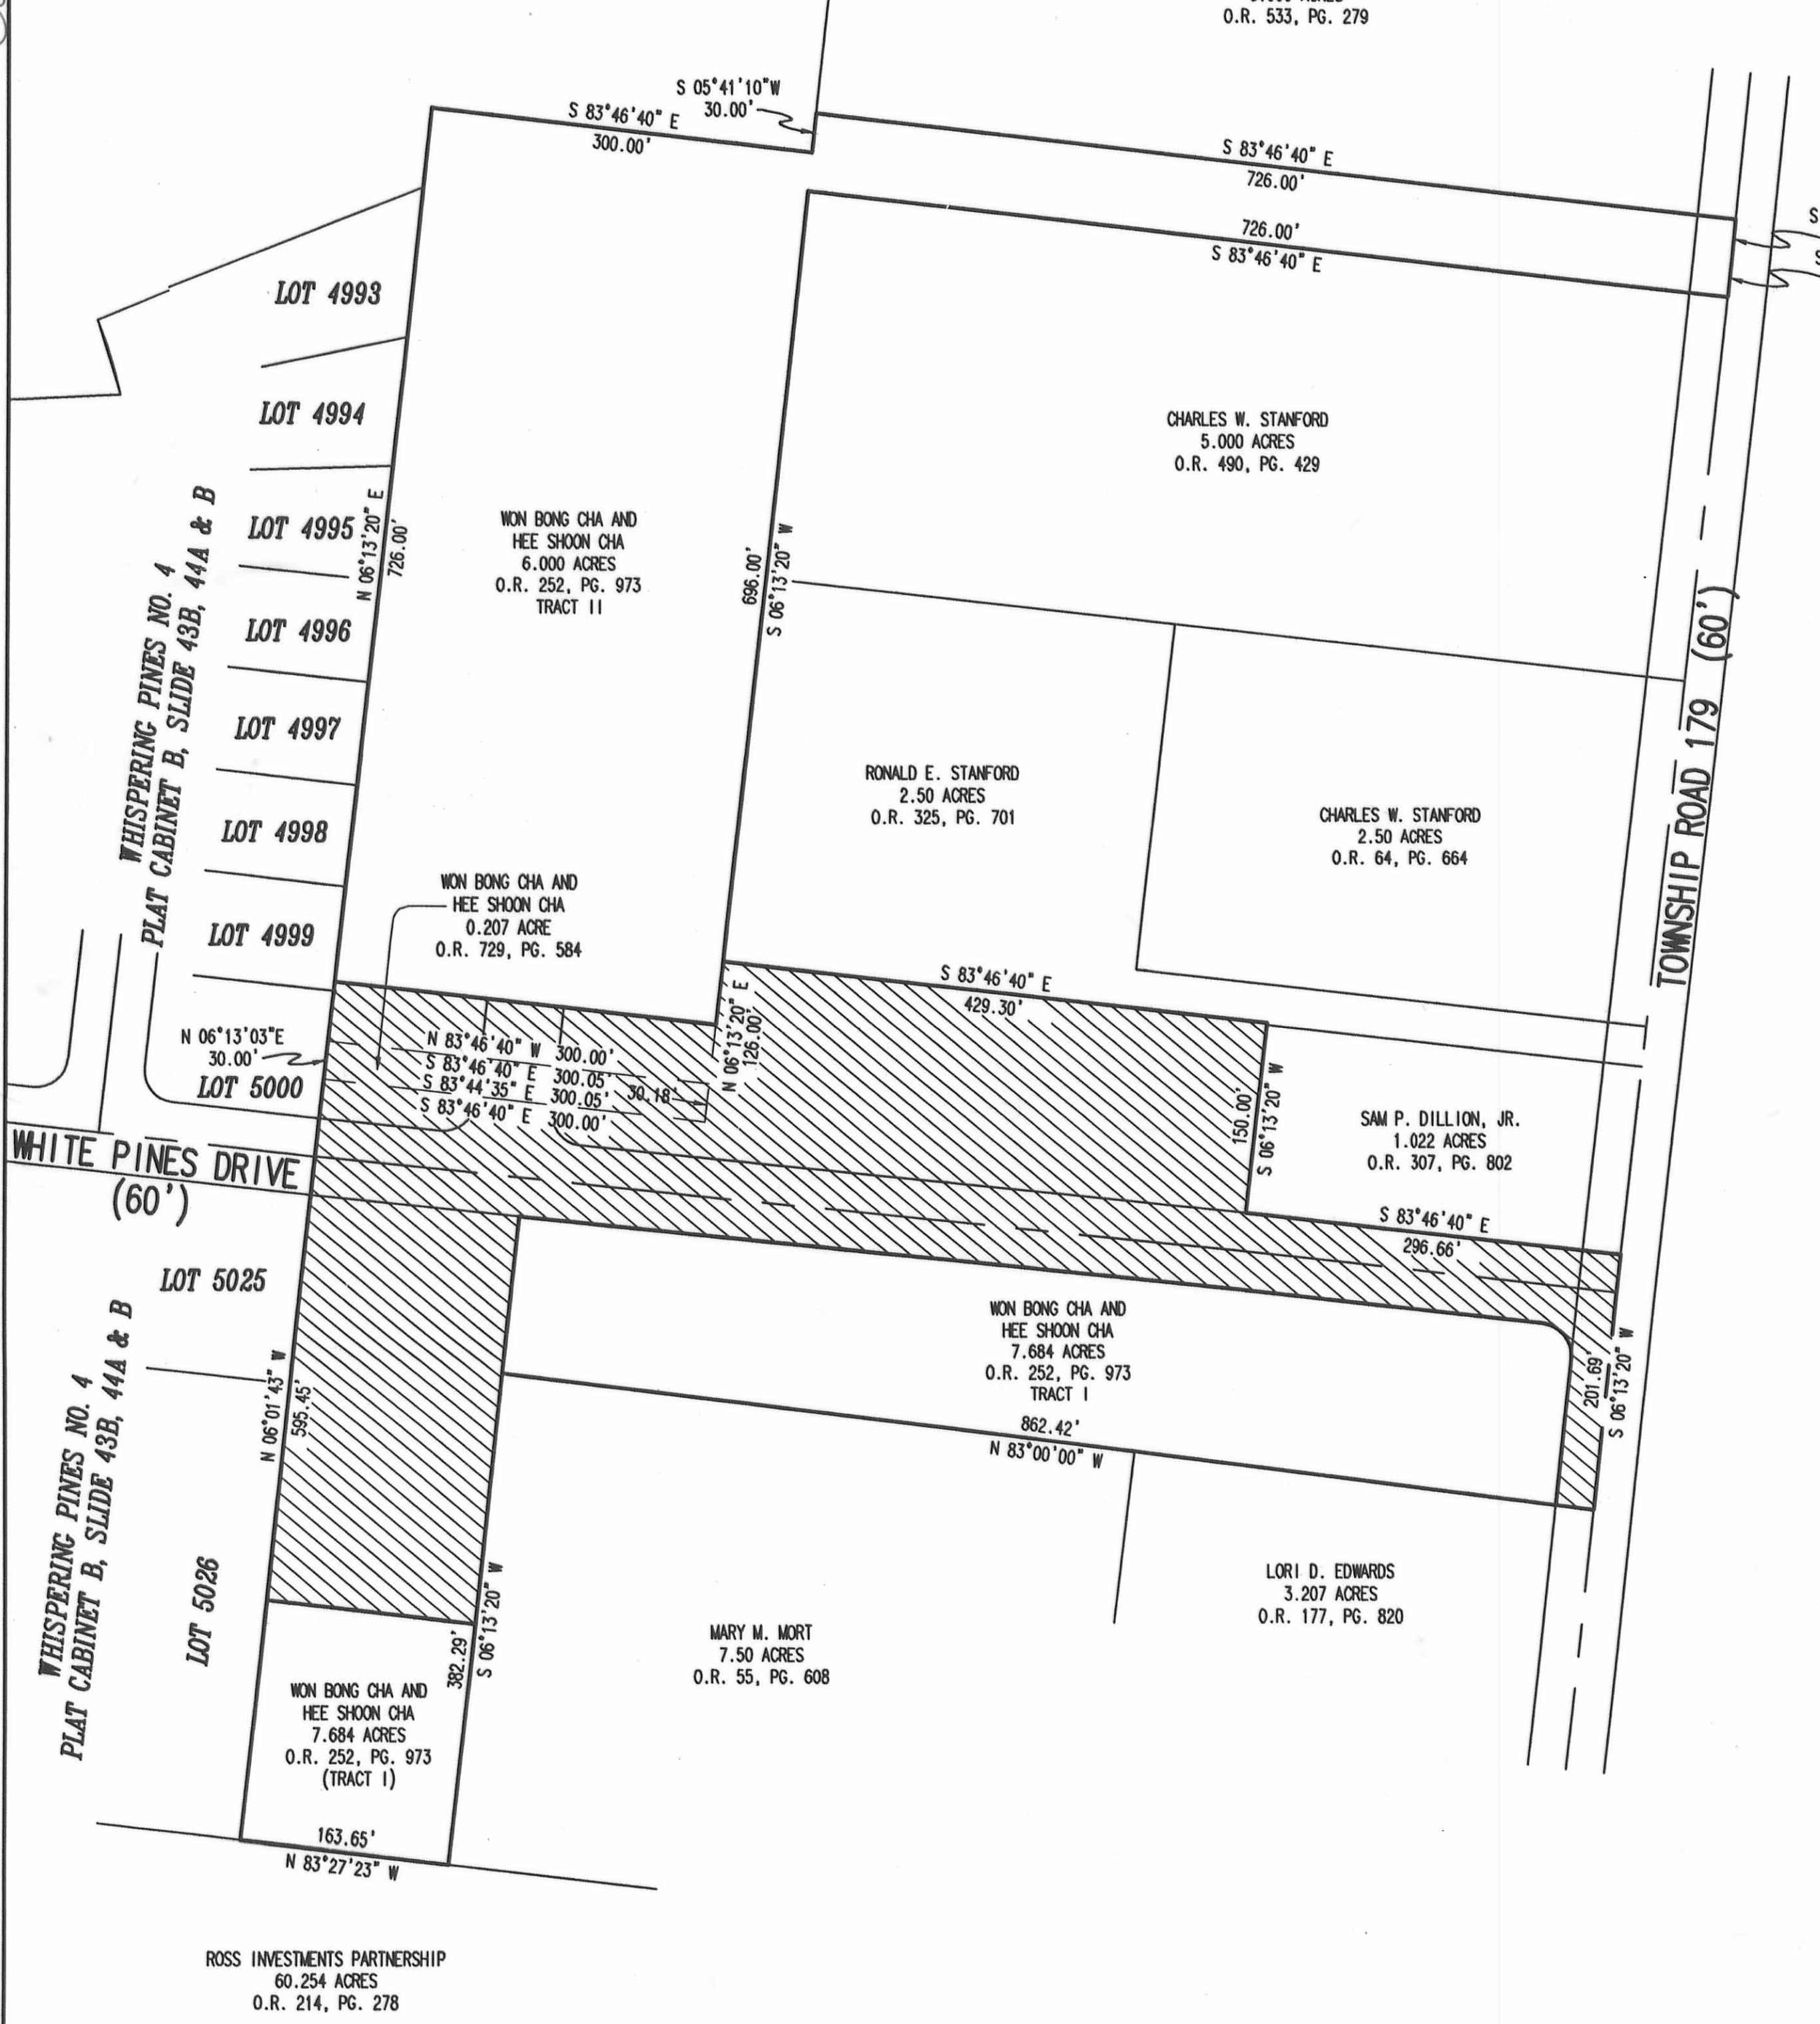 O.R. 533, PG. 279
S 05°41'10"W
30.00'
S 83°46'40" E
300.00'
S 83°46'40" E
726.00'
726.00'
S 83°46'40" E
S
S
LOT 4993
LOT 4994
LOT 4995
LOT 4996
LOT 4997
LOT 4998
LOT 4999
WHISPERING PINES NO. 4
PLAT CABINET B, SLIDE 43B, 44A & B
N 06°13'20" E
726.00'
WON BONG CHA AND
HEE SHOON CHA
6.000 ACRES
O.R. 252, PG. 973
TRACT II
696.00'
S 06°13'20" W
CHARLES W. STANFORD
5.000 ACRES
O.R. 490, PG. 429
RONALD E. STANFORD
2.50 ACRES
O.R. 325, PG. 701
CHARLES W. STANFORD
2.50 ACRES
O.R. 64, PG. 664
TOWNSHIP ROAD 179 (60')
WON BONG CHA AND
HEE SHOON CHA
0.207 ACRE
O.R. 729, PG. 584
N 06°13'03"E
30.00'
LOT 5000
N 83°46'40" W 300.00'
S 83°46'40" E 300.05'
S 83°44'35" E 300.05' 30.18'
S 83°46'40" E 300.00'
N 06°13'20" E
126.00'
S 83°46'40" E
429.30'
150.00'
S 06°13'20" W
SAM P. DILLION, JR.
1.022 ACRES
O.R. 307, PG. 802
WHITE PINES DRIVE
(60')
S 83°46'40" E
296.66'
LOT 5025
WON BONG CHA AND
HEE SHOON CHA
7.684 ACRES
O.R. 252, PG. 973
TRACT I
862.42'
N 83°00'00" W
201.69'
S 06°13'20" W
N 06°01'43" W
595.45'
WHISPERING PINES NO. 4
PLAT CABINET B, SLIDE 43B, 44A & B
LOT 5026
382.29'
S 06°13'20" W
MARY M. MORT
7.50 ACRES
O.R. 55, PG. 608
LORI D. EDWARDS
3.207 ACRES
O.R. 177, PG. 820
WON BONG CHA AND
HEE SHOON CHA
7.684 ACRES
O.R. 252, PG. 973
(TRACT I)
163.65'
N 83°27'23" W
ROSS INVESTMENTS PARTNERSHIP
60.254 ACRES
O.R. 214, PG. 278